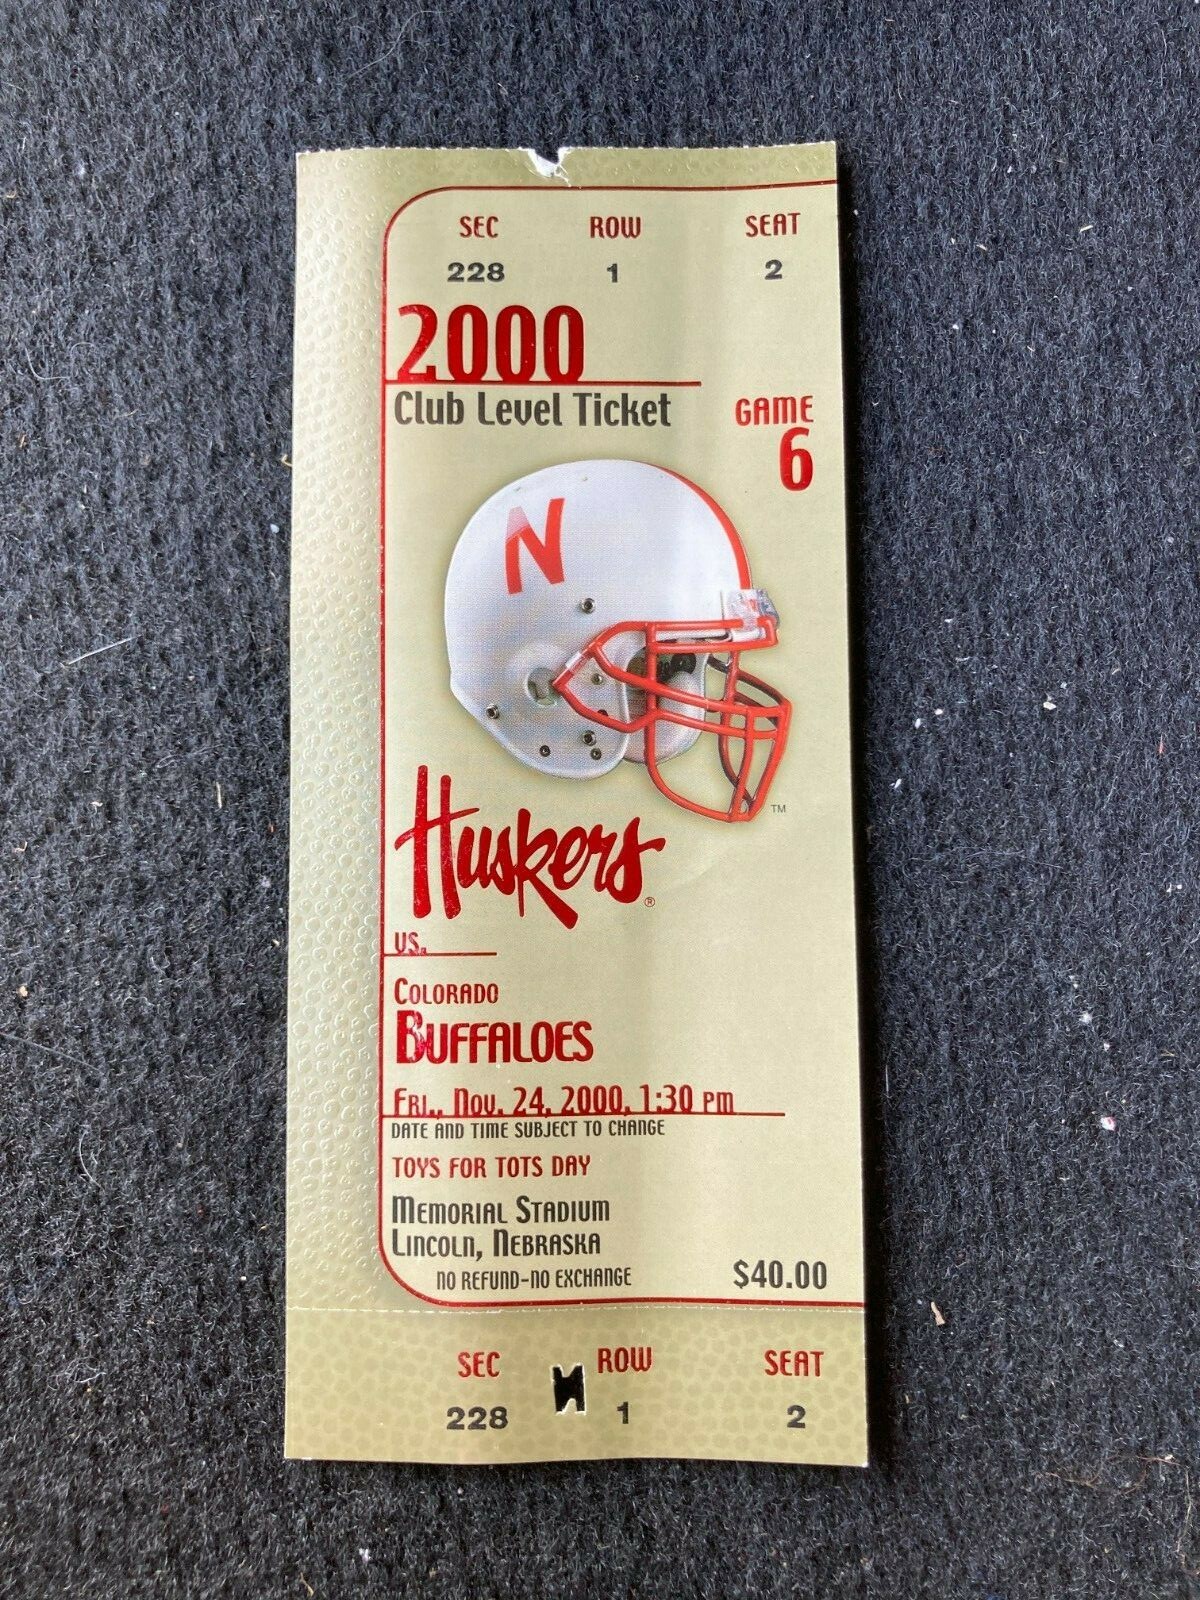 SEC ROW SEAT
228 1 2
2000
Club Level Ticket
GAME
6
N
TM
Huskers®
VS.
COLORADO
BUFFALOES
FRI., NOV. 24, 2000, 1:30 PM
DATE AND TIME SUBJECT TO CHANGE
TOYS FOR TOTS DAY
MEMORIAL STADIUM
LINCOLN, NEBRASKA
NO REFUND-NO EXCHANGE $40.00
SEC ROW SEAT
228 1 2